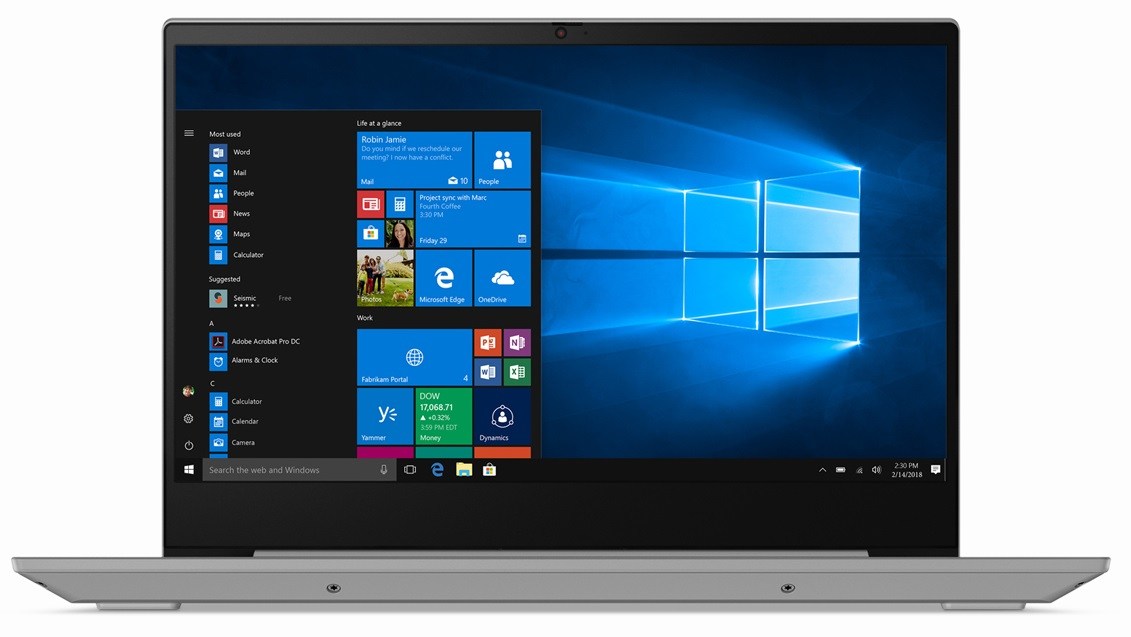 Most used
Word
Mail
People
News
Maps
Calculator
Suggested
Seismic Free
A
Adobe Acrobat Pro DC
Alarms & Clock
C
Calculator
Calendar
Camera
Life at a glance
Robin Jamie
Do you mind if we reschedule our
meeting? I now have a conflict.
Mail 10
People
Project sync with Marc
Fourth Coffee
3:30 PM
Friday 29
Photos
Microsoft Edge
OneDrive
Work
Fabrikam Portal 4
Yammer
DOW
17,068.71
▲ +0.32%
3:59 PM EDT
Money
Dynamics
Search the web and Windows
2:30 PM
2/14/2018